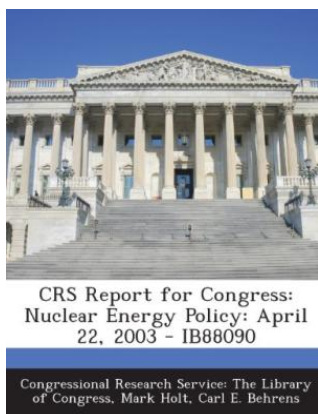 CRS Report for Congress:
Nuclear Energy Policy: April
22, 2003 - IB88090
Congressional Research Service: The Library
of Congress, Mark Holt, Carl E. Behrens